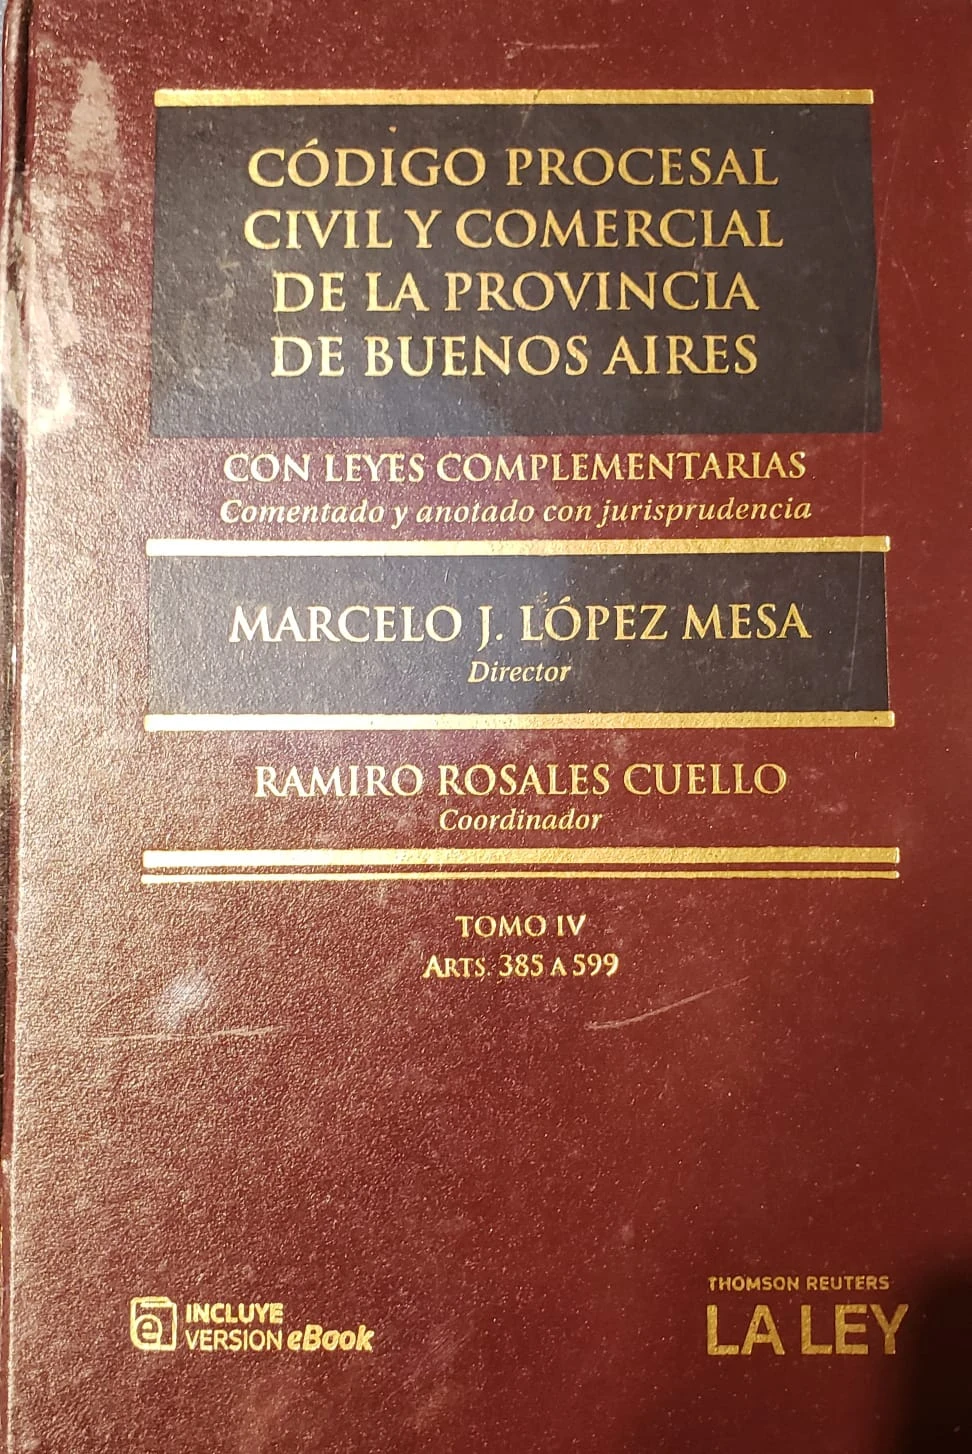 CÓDIGO PROCESAL
CIVIL Y COMERCIAL
DE LA PROVINCIA
DE BUENOS AIRES
CON LEYES COMPLEMENTARIAS
Comentado y anotado con jurisprudencia
MARCELO J. LÓPEZ MESA
Director
RAMIRO ROSALES CUELLO
Coordinador
TOMO IV
ARTS. 385 A 599
e INCLUYE
VERSION eBook
THOMSON REUTERS
LA LEY